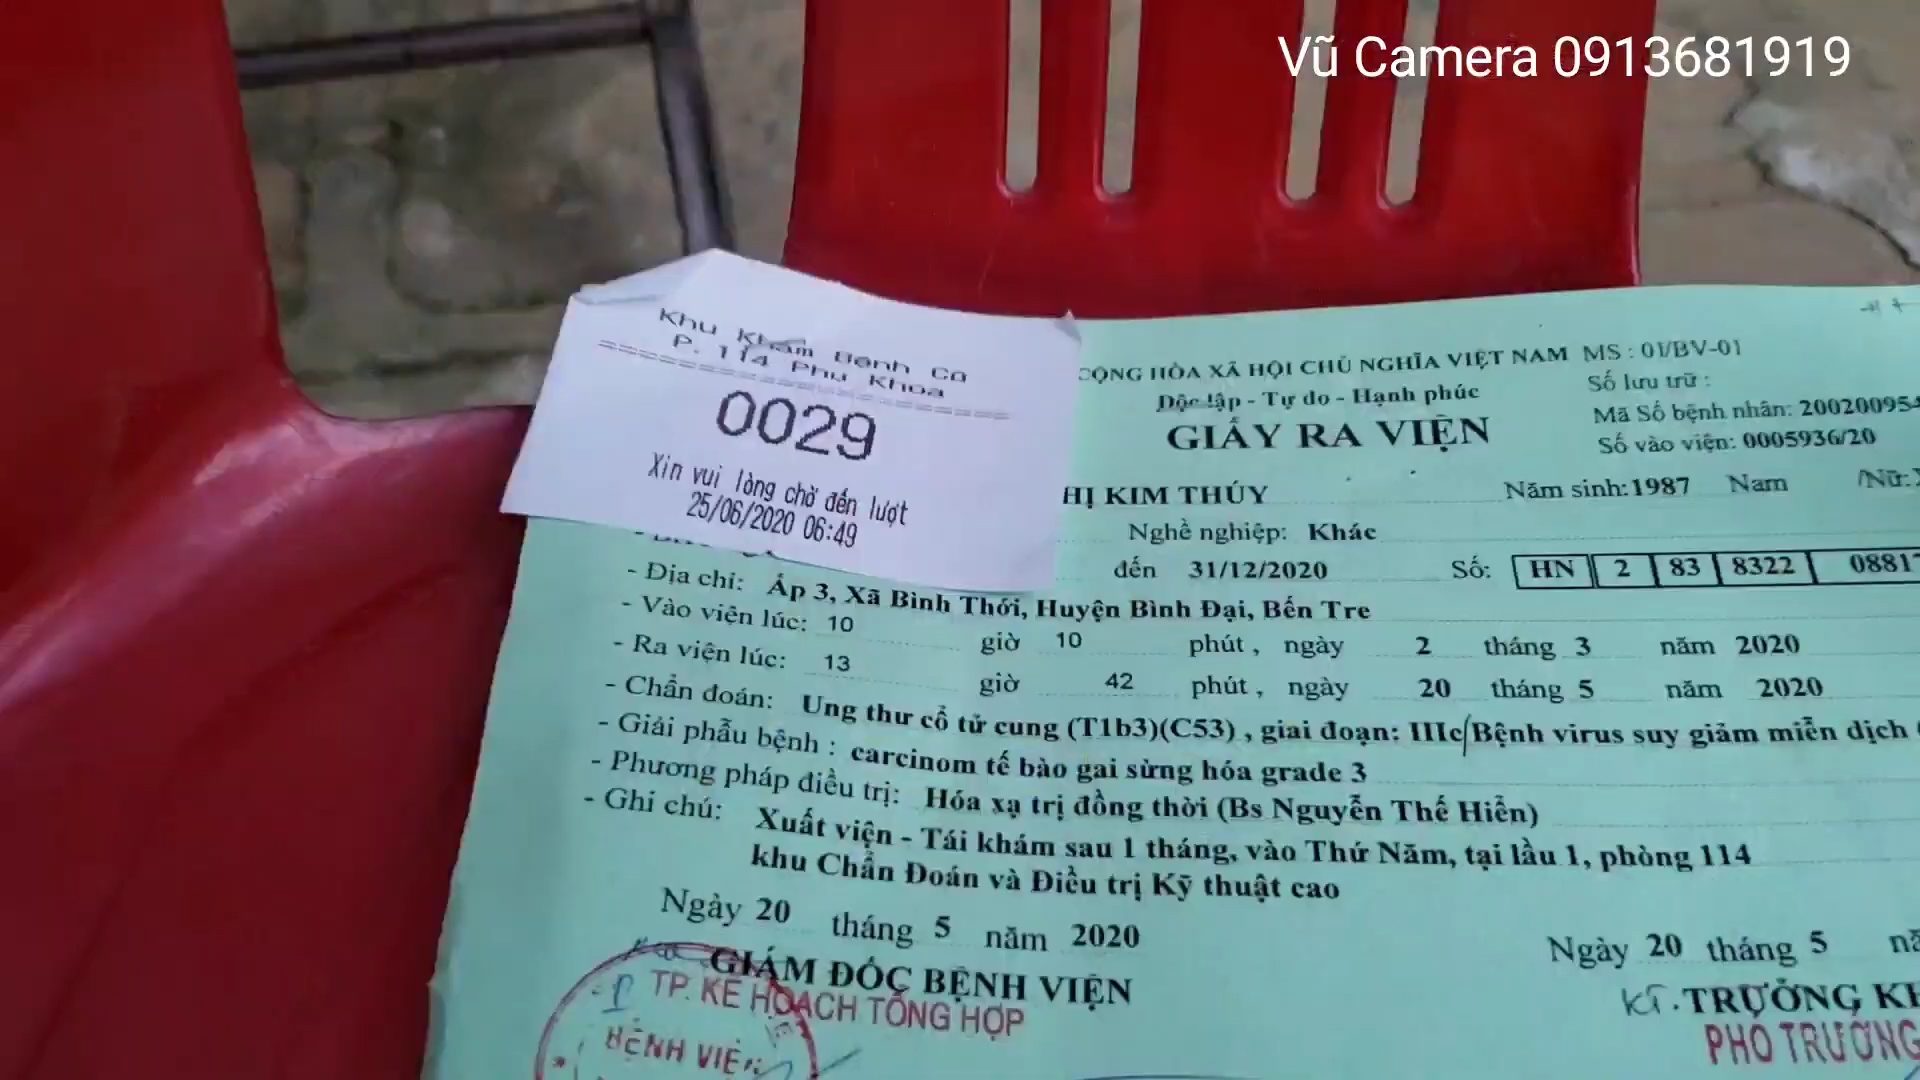 Vũ Camera 0913681919
Khu Khám Bệnh Cũ
P. 114 Phụ Khoa
0029
Xin vui lòng chờ đến lượt
25/06/2020 06:49
CỘNG HÒA XÃ HỘI CHỦ NGHĨA VIỆT NAM
Độc lập - Tự do - Hạnh phúc
GIẤY RA VIỆN
MS : 01/BV-01
Số lưu trữ :
Mã Số bệnh nhân: 200200954
Số vào viện: 0005936/20
HỊ KIM THÚY Năm sinh:1987 Nam /Nữ:
Nghề nghiệp: Khác
đến 31/12/2020 Số: HN 2 83 8322 0881
- Địa chỉ: Ấp 3, Xã Bình Thới, Huyện Bình Đại, Bến Tre
- Vào viện lúc: 10 giờ 10 phút , ngày 2 tháng 3 năm 2020
- Ra viện lúc: 13 giờ 42 phút , ngày 20 tháng 5 năm 2020
- Chẩn đoán: Ung thư cổ tử cung (T1b3)(C53) , giai đoạn: IIIc/Bệnh virus suy giảm miễn dịch
- Giải phẫu bệnh : carcinom tế bào gai sừng hóa grade 3
- Phương pháp điều trị: Hóa xạ trị đồng thời (Bs Nguyễn Thế Hiển)
- Ghi chú: Xuất viện - Tái khám sau 1 tháng, vào Thứ Năm, tại lầu 1, phòng 114
khu Chẩn Đoán và Điều trị Kỹ thuật cao
Ngày 20 tháng 5 năm 2020
GIÁM ĐỐC BỆNH VIỆN
TP. KẾ HOẠCH TỔNG HỢP
BỆNH VIỆN
Ngày 20 tháng 5
KT. TRƯỞNG
PHÓ TRƯỞNG